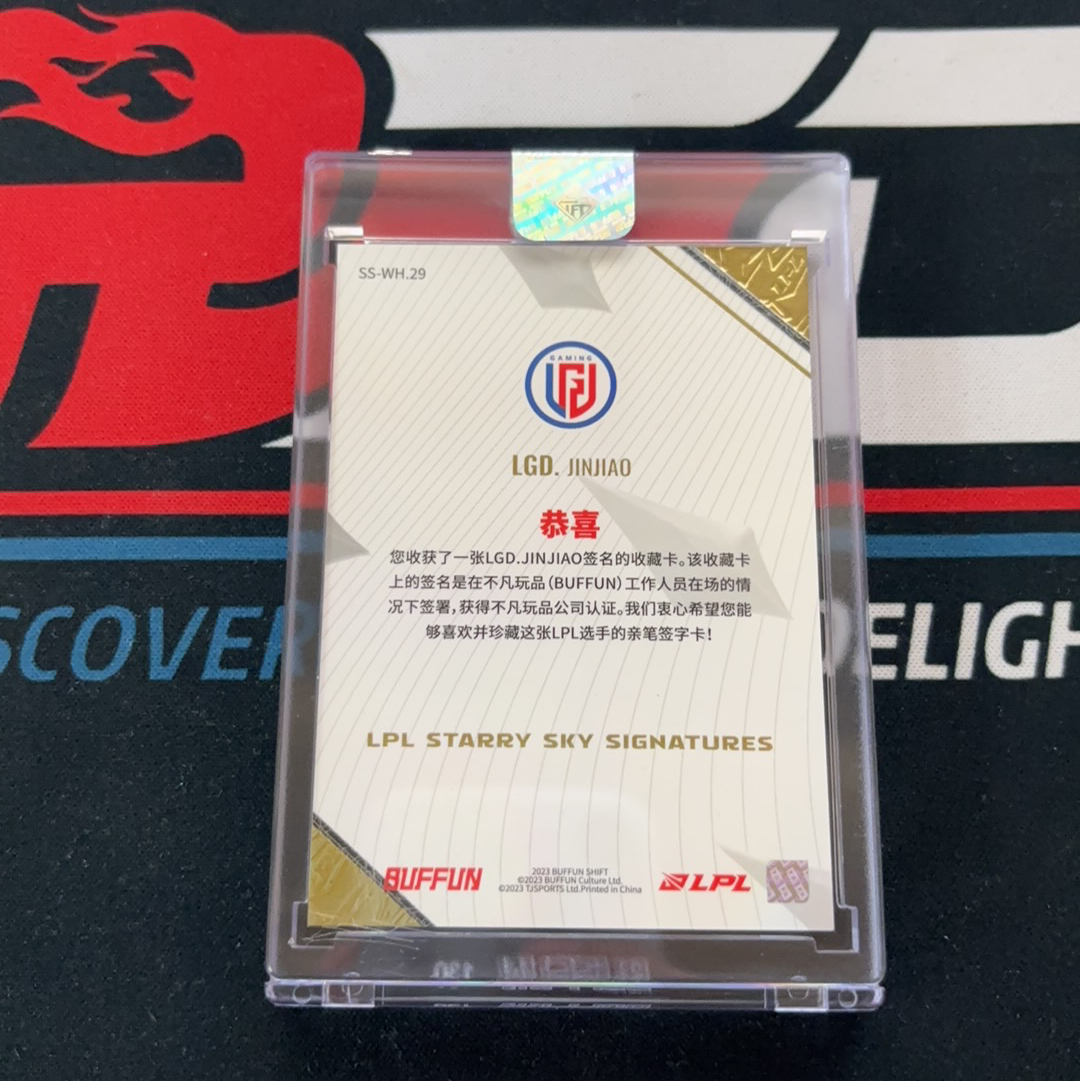 SS-WH.29
GAMING
LGD
LGD. JINJIAO
恭喜
您收获了一张LGD.JINJIAO签名的收藏卡。该收藏卡
上的签名是在不凡玩品(BUFFUN)工作人员在场的情
况下签署,获得不凡玩品公司认证。我们衷心希望您能
够喜欢并珍藏这张LPL选手的亲笔签字卡!
LPL STARRY SKY SIGNATURES
BUFFUN
2023 BUFFUN SHIFT
©2023 BUFFUN Culture Ltd.
©2023 TJSPORTS Ltd.Printed in China
LPL
SCOVER
ELIGH